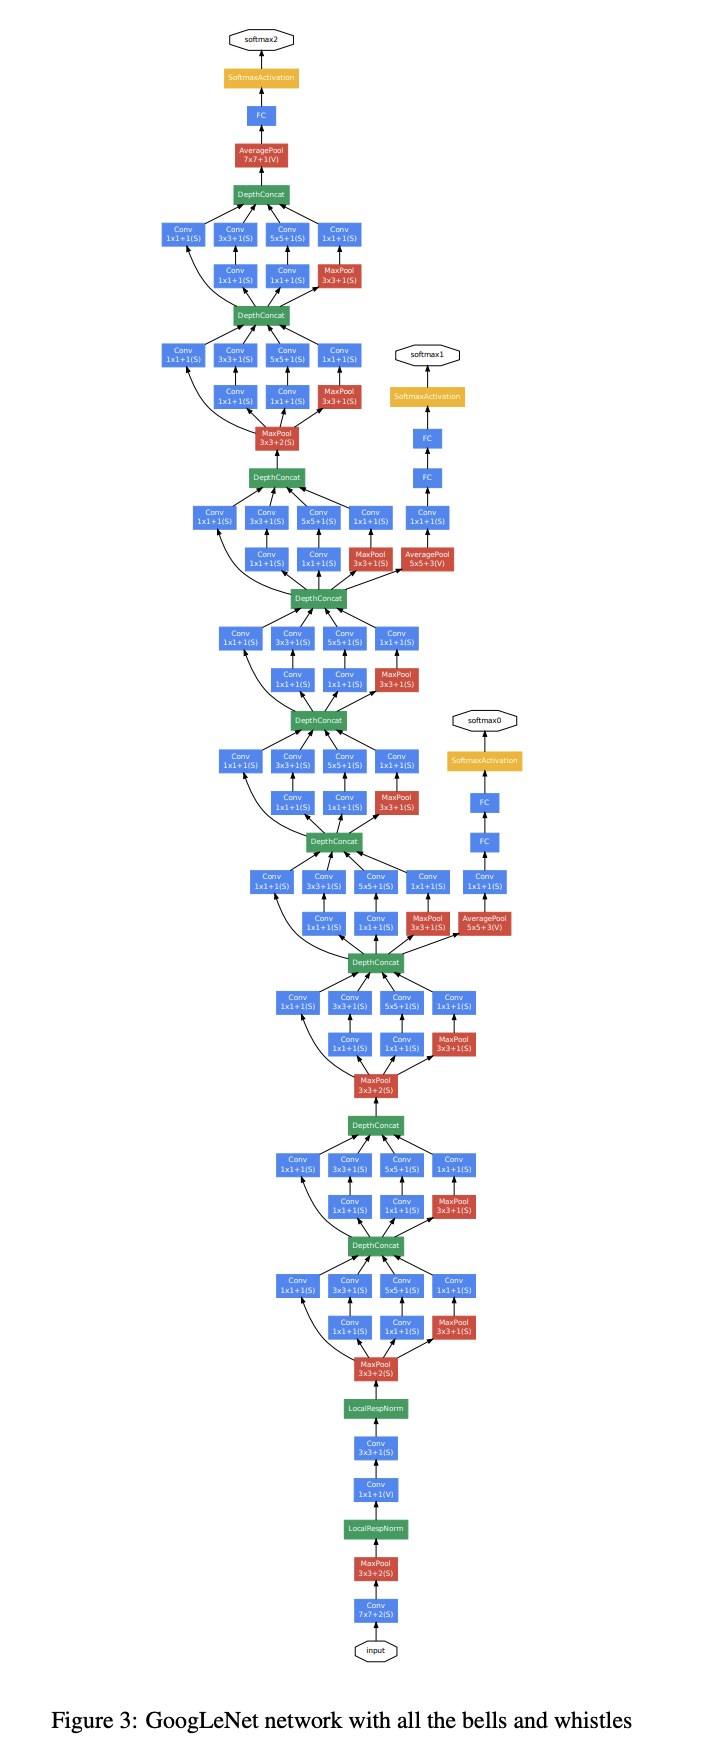 softmax2
SoftmaxActivation
FC
AveragePool
7x7+1(V)
DepthConcat
Conv Conv Conv Conv
1x1+1(S) 3x3+1(S) 5x5+1(S) 1x1+1(S)
Conv Conv MaxPool
1x1+1(S) 1x1+1(S) 3x3+1(S)
DepthConcat
Conv Conv Conv Conv
1x1+1(S) 3x3+1(S) 5x5+1(S) 1x1+1(S)
softmax1
Conv Conv MaxPool
1x1+1(S) 1x1+1(S) 3x3+1(S)
SoftmaxActivation
MaxPool
3x3+2(S)
FC
DepthConcat
FC
Conv Conv Conv Conv Conv
1x1+1(S) 3x3+1(S) 5x5+1(S) 1x1+1(S) 1x1+1(S)
Conv Conv MaxPool AveragePool
1x1+1(S) 1x1+1(S) 3x3+1(S) 5x5+3(V)
DepthConcat
Conv Conv Conv Conv
1x1+1(S) 3x3+1(S) 5x5+1(S) 1x1+1(S)
Conv Conv MaxPool
1x1+1(S) 1x1+1(S) 3x3+1(S)
DepthConcat
softmax0
Conv Conv Conv Conv
1x1+1(S) 3x3+1(S) 5x5+1(S) 1x1+1(S)
SoftmaxActivation
Conv Conv MaxPool
1x1+1(S) 1x1+1(S) 3x3+1(S)
FC
DepthConcat
FC
Conv Conv Conv Conv Conv
1x1+1(S) 3x3+1(S) 5x5+1(S) 1x1+1(S) 1x1+1(S)
Conv Conv MaxPool AveragePool
1x1+1(S) 1x1+1(S) 3x3+1(S) 5x5+3(V)
DepthConcat
Conv Conv Conv Conv
1x1+1(S) 3x3+1(S) 5x5+1(S) 1x1+1(S)
Conv Conv MaxPool
1x1+1(S) 1x1+1(S) 3x3+1(S)
MaxPool
3x3+2(S)
DepthConcat
Conv Conv Conv Conv
1x1+1(S) 3x3+1(S) 5x5+1(S) 1x1+1(S)
Conv Conv MaxPool
1x1+1(S) 1x1+1(S) 3x3+1(S)
DepthConcat
Conv Conv Conv Conv
1x1+1(S) 3x3+1(S) 5x5+1(S) 1x1+1(S)
Conv Conv MaxPool
1x1+1(S) 1x1+1(S) 3x3+1(S)
MaxPool
3x3+2(S)
LocalRespNorm
Conv
3x3+1(S)
Conv
1x1+1(V)
LocalRespNorm
MaxPool
3x3+2(S)
Conv
7x7+2(S)
input
Figure 3: GoogLeNet network with all the bells and whistles